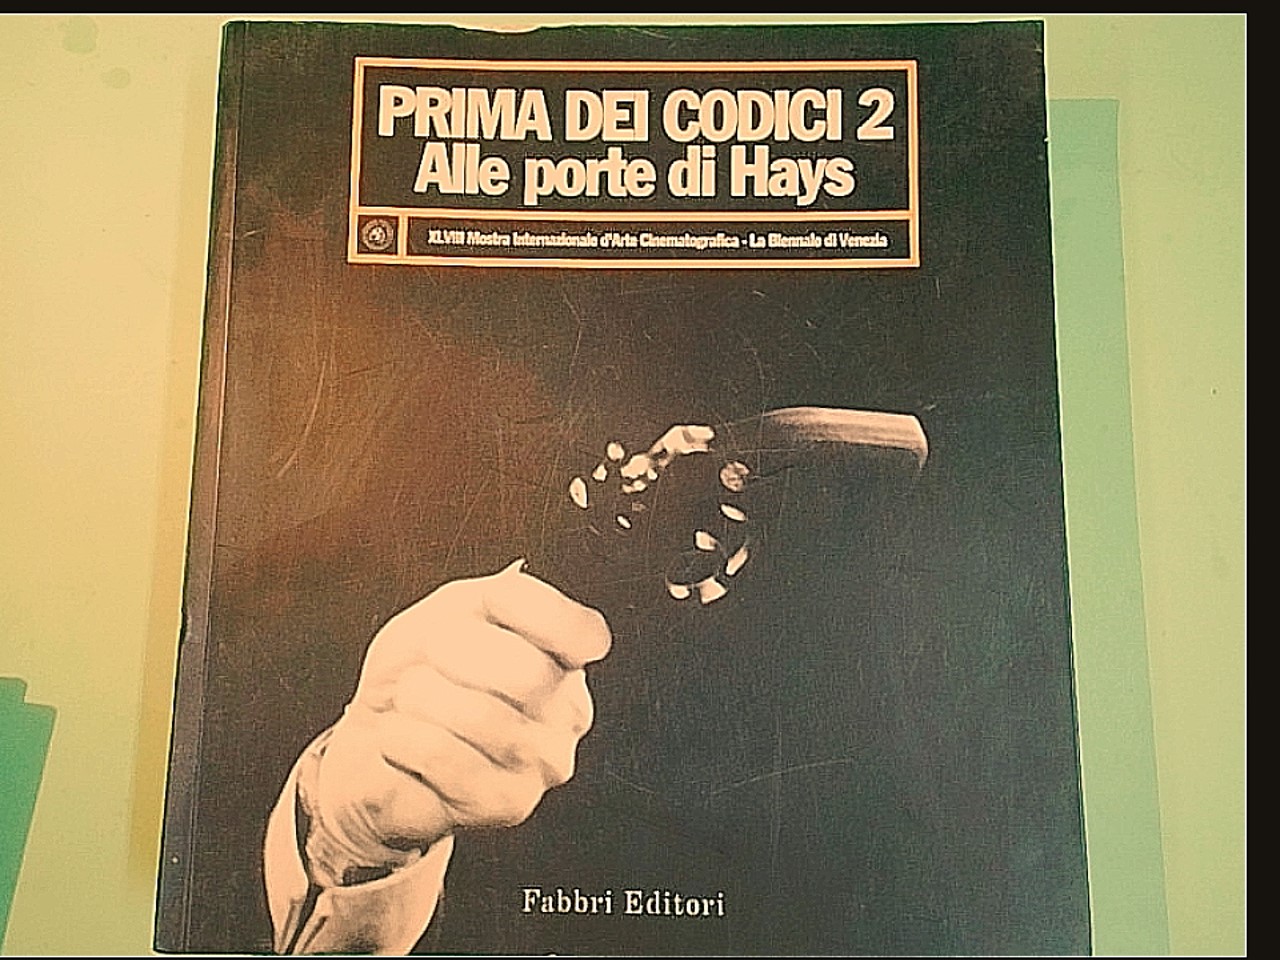 PRIMA DEI CODICI 2
Alle porte di Hays
XLVIII Mostra Internazionale d'Arte Cinematografica - La Biennale di Venezia
Fabbri Editori